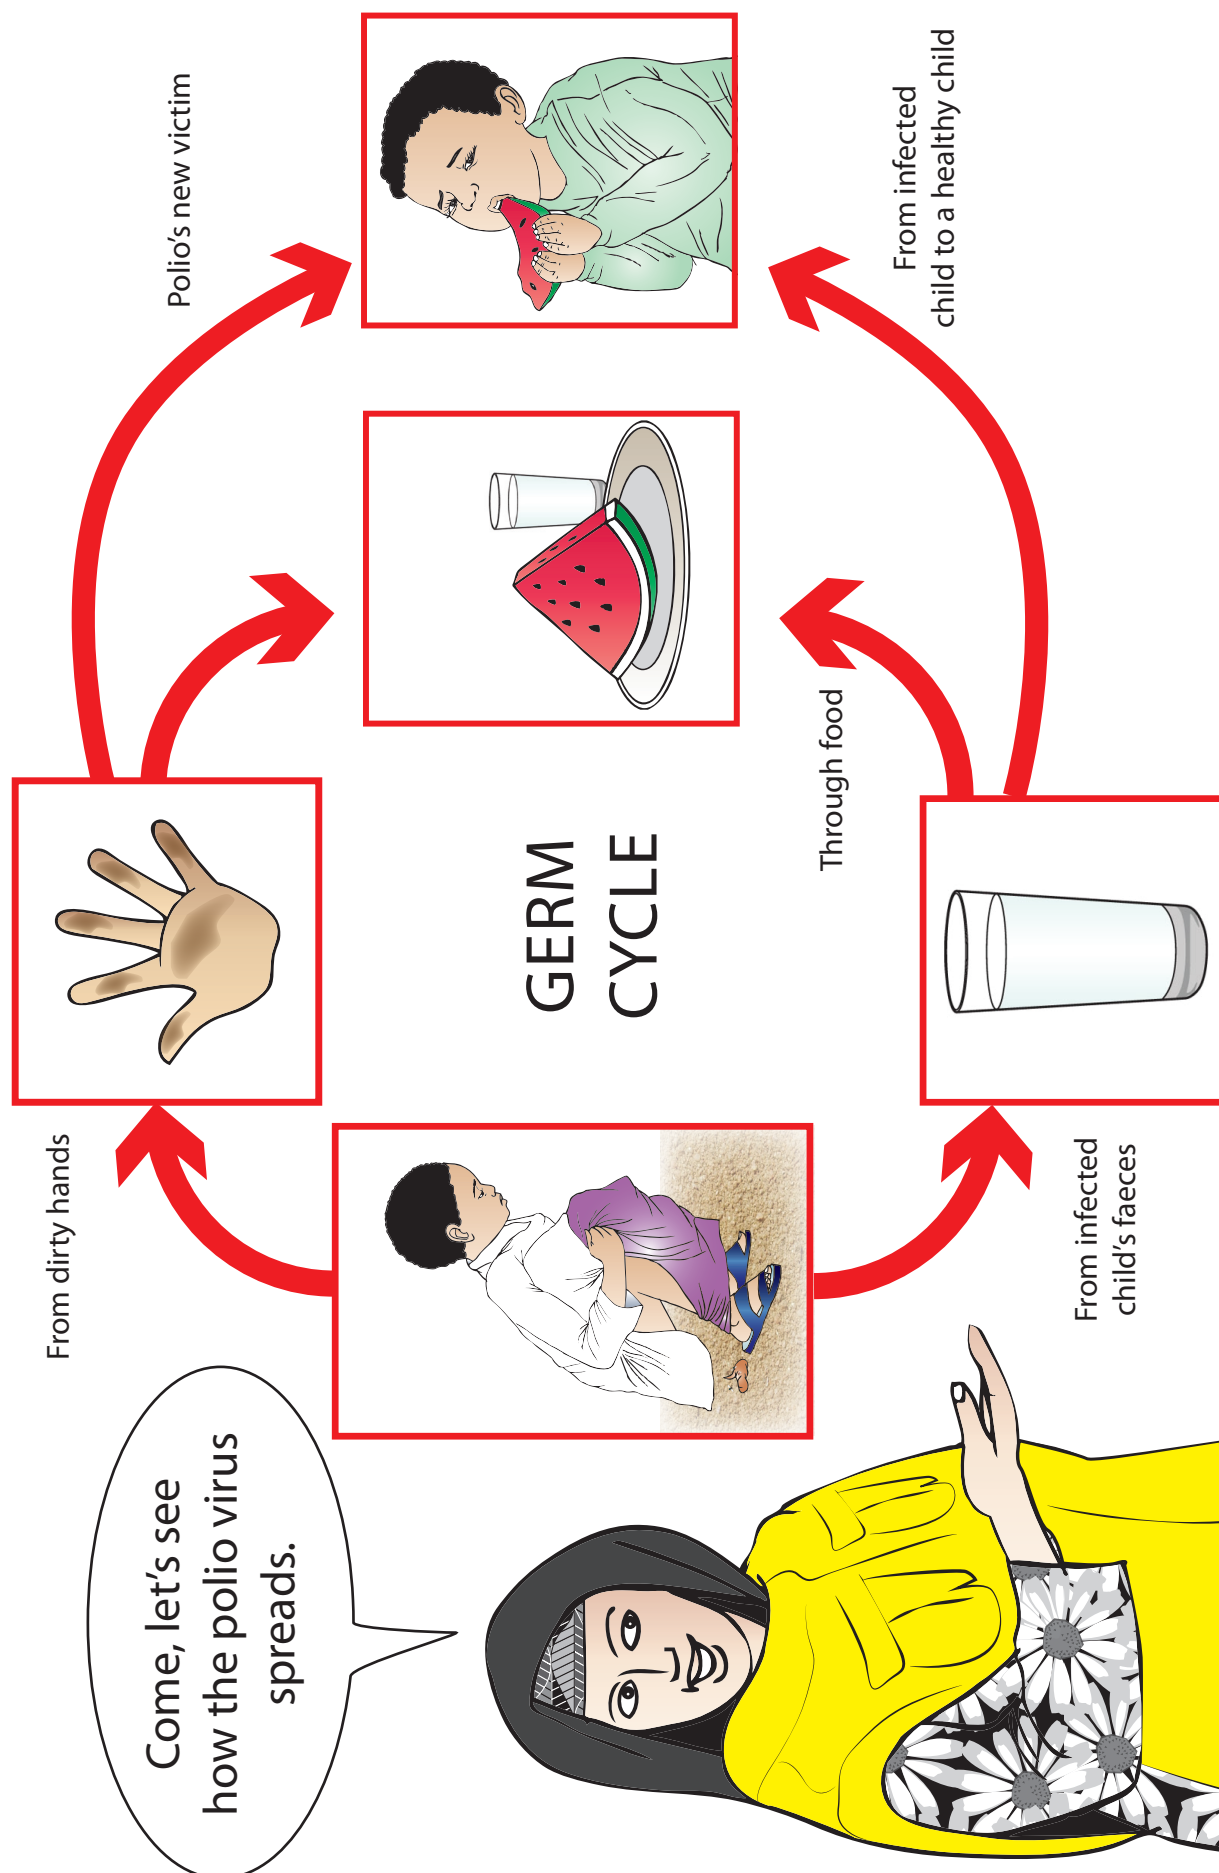 Come, let's see
how the polio virus
spreads.
From dirty hands
Polio's new victim
GERM
CYCLE
Through food
From infected
child's faeces
From infected
child to a healthy child